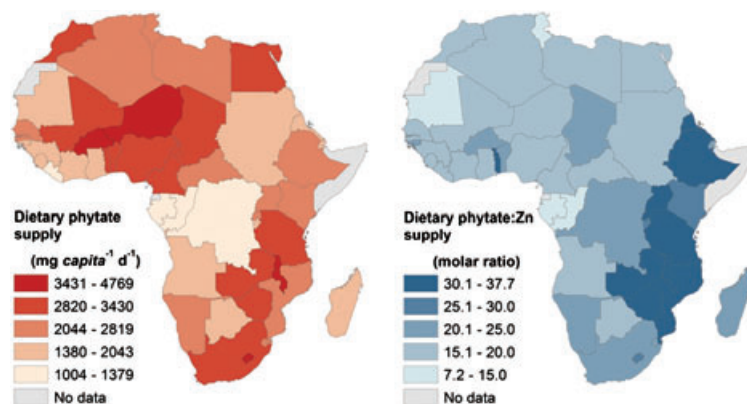 Dietary phytate
supply
(mg capita⁻¹ d⁻¹)
3431 - 4769
2820 - 3430
2044 - 2819
1380 - 2043
1004 - 1379
No data
Dietary phytate:Zn
supply
(molar ratio)
30.1 - 37.7
25.1 - 30.0
20.1 - 25.0
15.1 - 20.0
7.2 - 15.0
No data